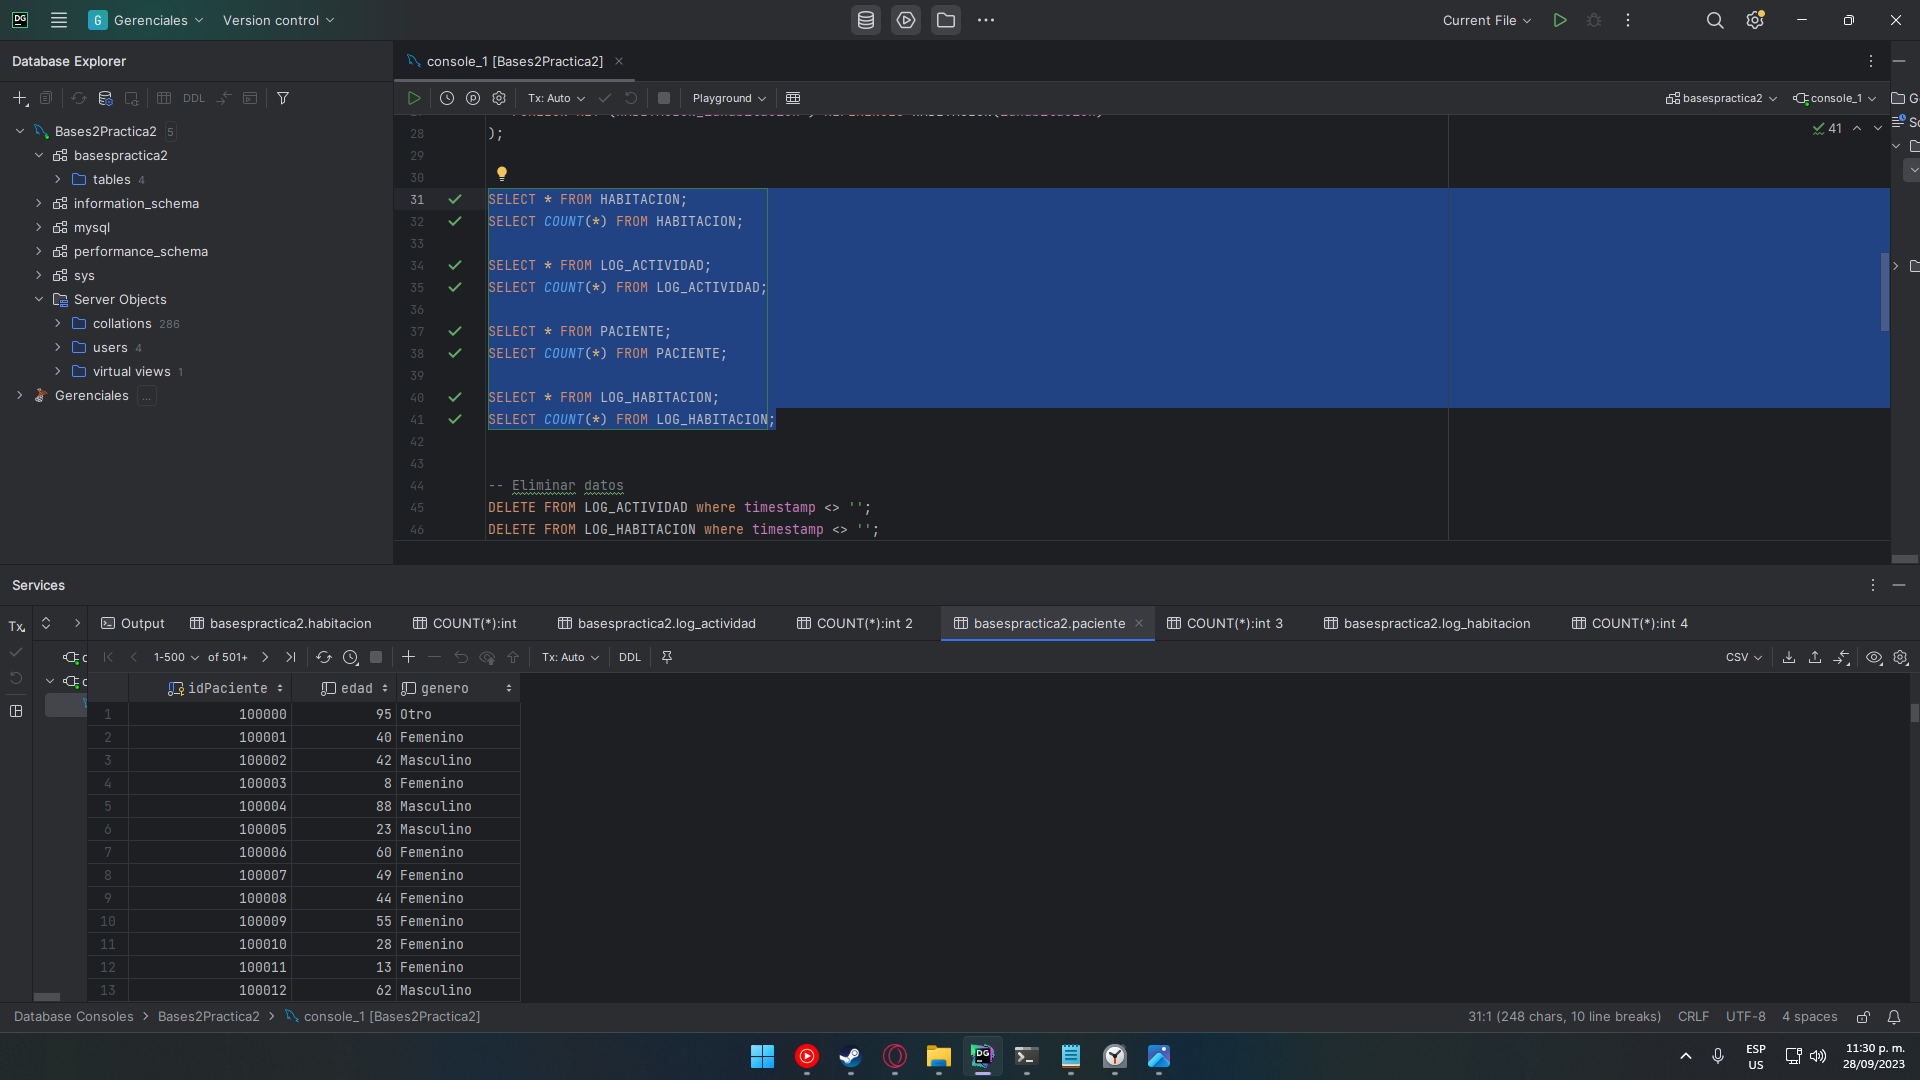 DG
G Gerenciales
Version control
Current File
Database Explorer
console_1 [Bases2Practica2]
DDL
Tx: Auto
Playground
basespractica2
console_1
Bases2Practica2 5
basespractica2
tables 4
information_schema
mysql
performance_schema
sys
Server Objects
collations 286
users 4
virtual views 1
Gerenciales ...
41
28 );
29
30
31 SELECT * FROM HABITACION;
32 SELECT COUNT(*) FROM HABITACION;
33
34 SELECT * FROM LOG_ACTIVIDAD;
35 SELECT COUNT(*) FROM LOG_ACTIVIDAD;
36
37 SELECT * FROM PACIENTE;
38 SELECT COUNT(*) FROM PACIENTE;
39
40 SELECT * FROM LOG_HABITACION;
41 SELECT COUNT(*) FROM LOG_HABITACION;
42
43
44 -- Eliminar datos
45 DELETE FROM LOG_ACTIVIDAD where timestamp <> '';
46 DELETE FROM LOG_HABITACION where timestamp <> '';
Services
Tx
Output
basespractica2.habitacion
COUNT(*):int
basespractica2.log_actividad
COUNT(*):int 2
basespractica2.paciente
COUNT(*):int 3
basespractica2.log_habitacion
COUNT(*):int 4
1-500 of 501+
Tx: Auto
DDL
CSV
idPaciente edad genero
1 100000 95 Otro
2 100001 40 Femenino
3 100002 42 Masculino
4 100003 8 Femenino
5 100004 88 Masculino
6 100005 23 Masculino
7 100006 60 Femenino
8 100007 49 Femenino
9 100008 44 Femenino
10 100009 55 Femenino
11 100010 28 Femenino
12 100011 13 Femenino
13 100012 62 Masculino
Database Consoles > Bases2Practica2 > console_1 [Bases2Practica2]
31:1 (248 chars, 10 line breaks)
CRLF
UTF-8
4 spaces
DG
ESP
US
11:30 p. m.
28/09/2023